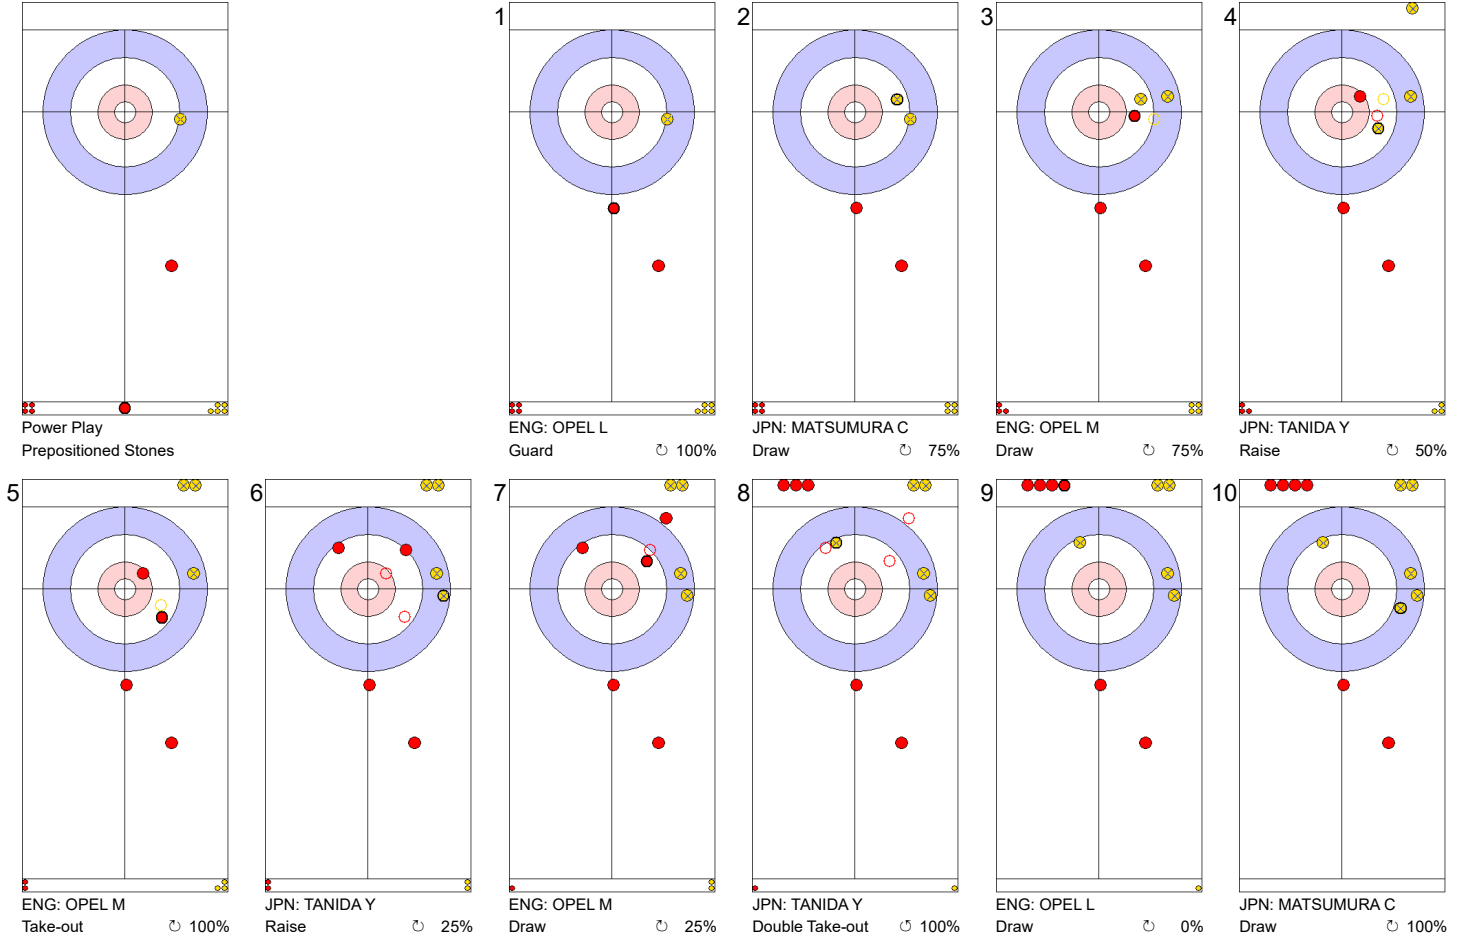 1
2
3
4
Power Play
Prepositioned Stones
ENG: OPEL L
Guard ↻ 100%
JPN: MATSUMURA C
Draw ↻ 75%
ENG: OPEL M
Draw ↻ 75%
JPN: TANIDA Y
Raise ↻ 50%
5
6
7
8
9
10
ENG: OPEL M
Take-out ↻ 100%
JPN: TANIDA Y
Raise ↻ 25%
ENG: OPEL M
Draw ↻ 25%
JPN: TANIDA Y
Double Take-out ↺ 100%
ENG: OPEL L
Draw ↻ 0%
JPN: MATSUMURA C
Draw ↻ 100%